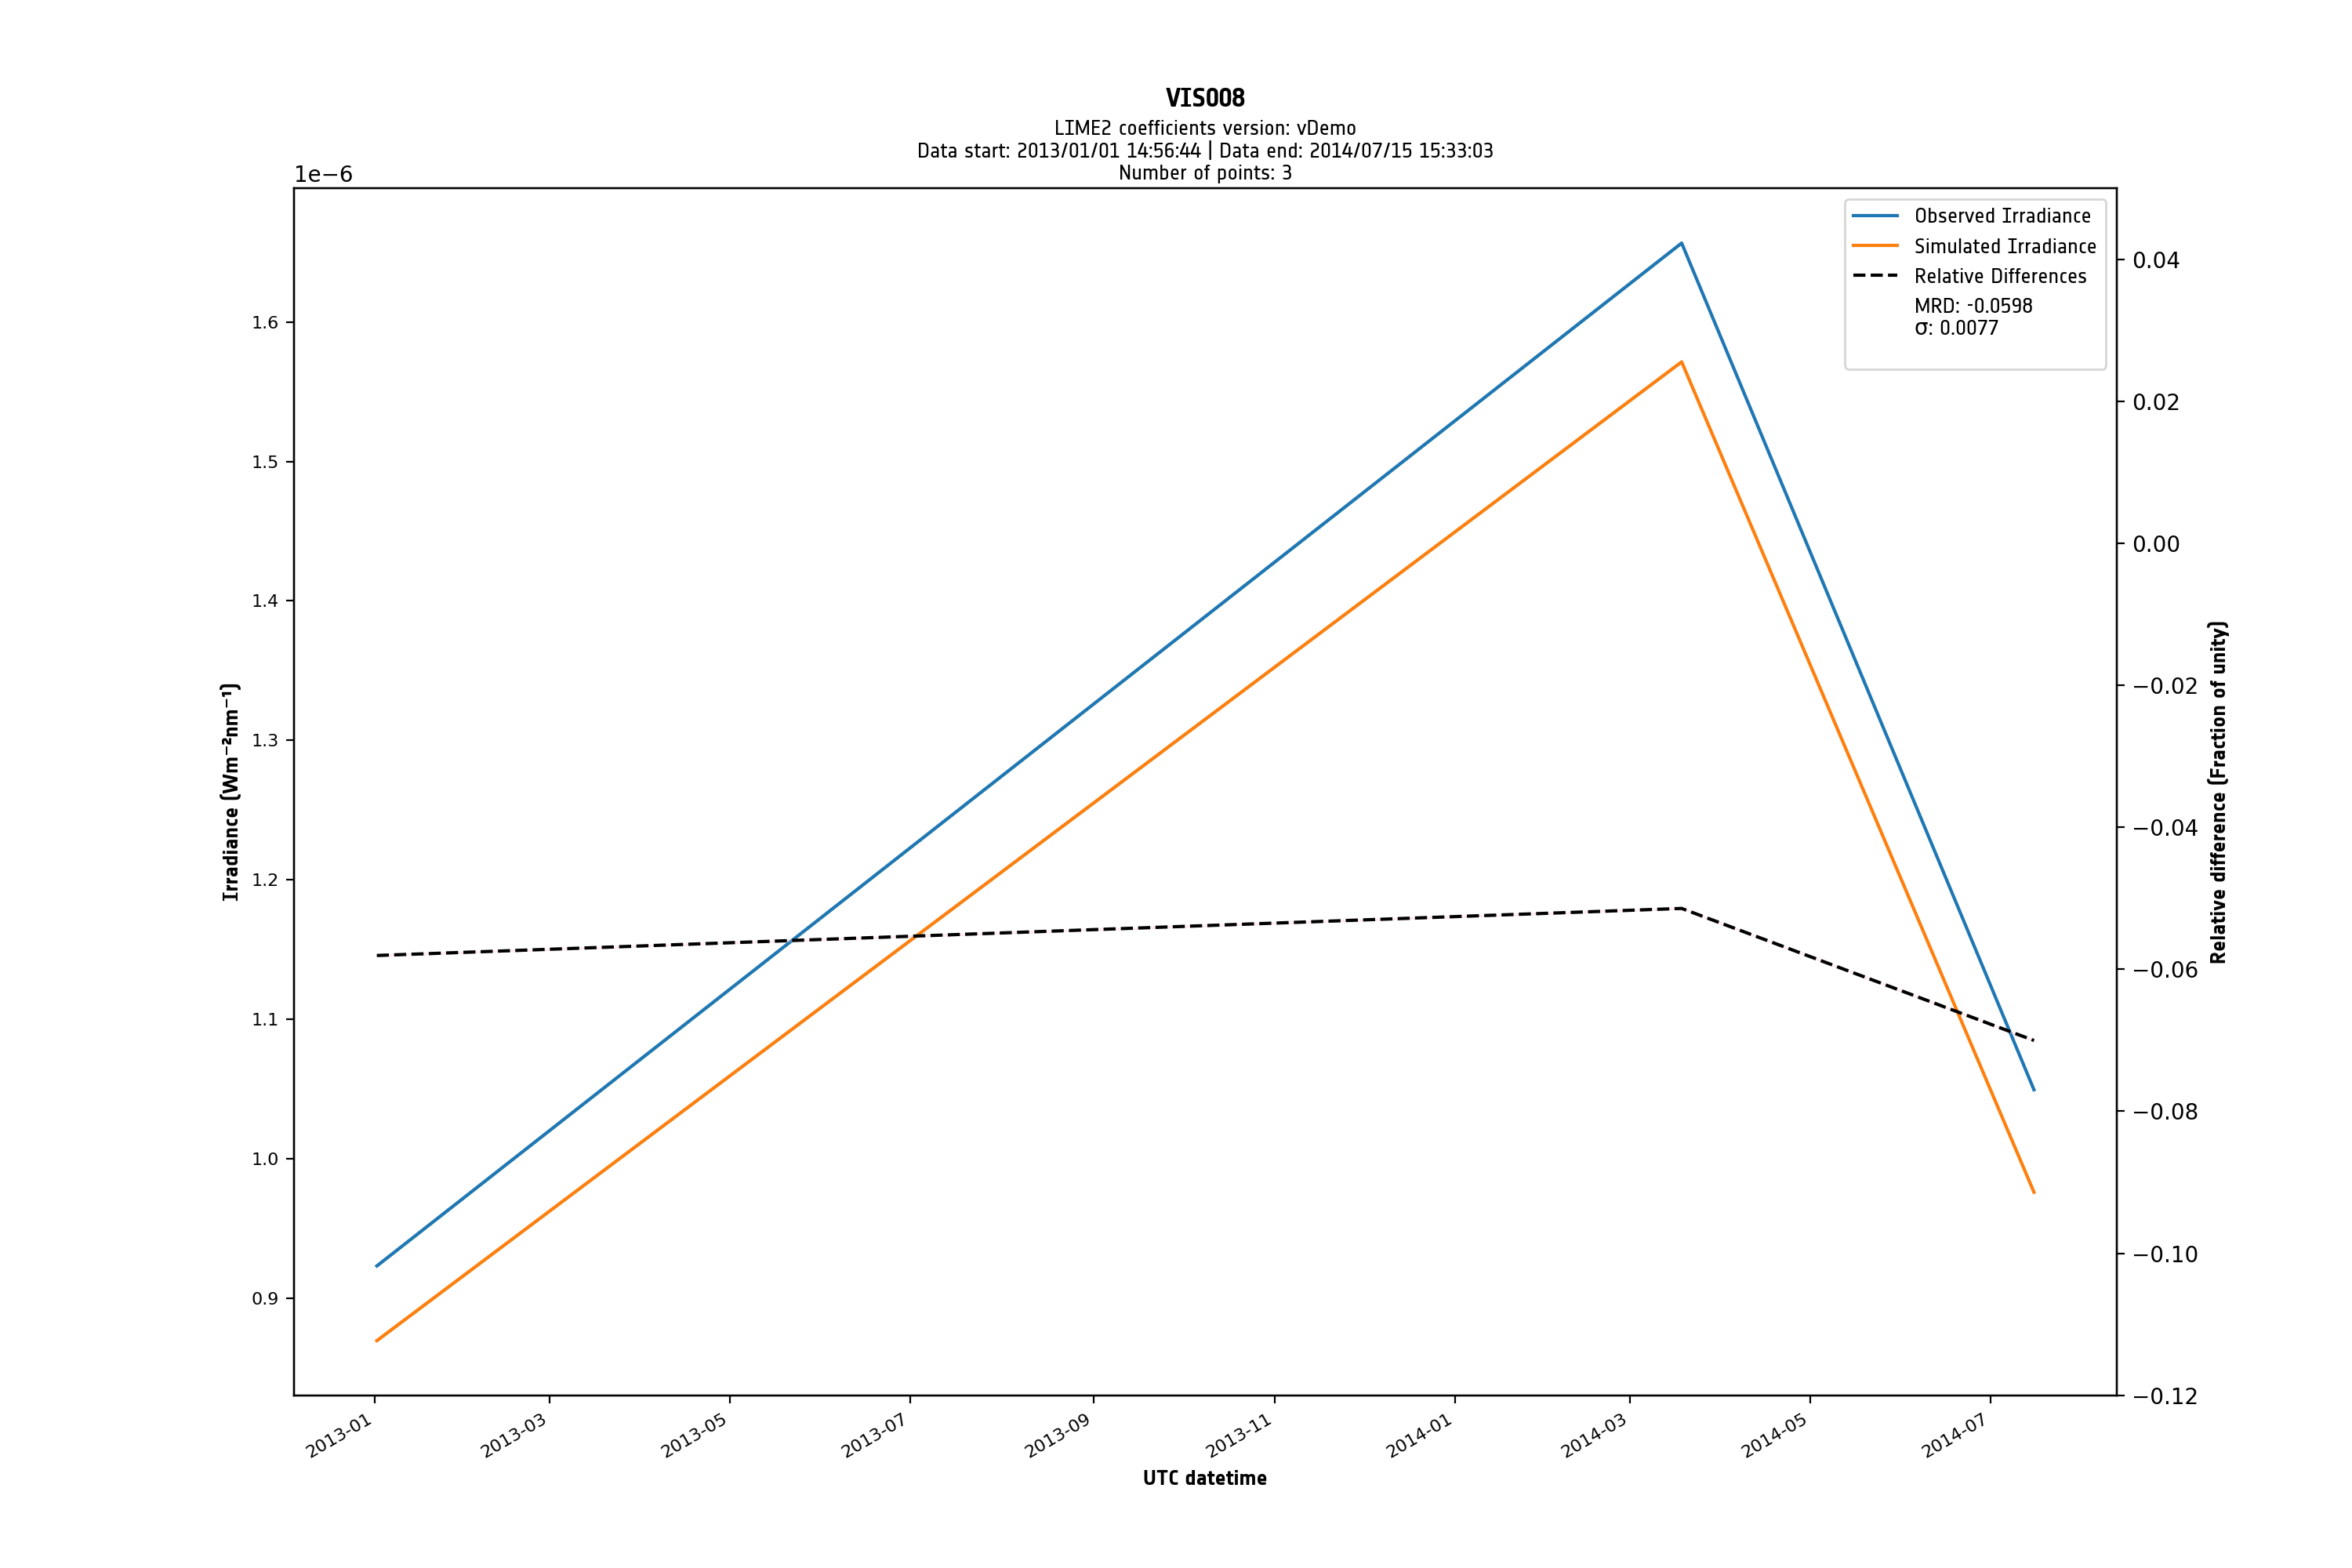 VIS008
LIME2 coefficients version: vDemo
Data start: 2013/01/01 14:56:44 | Data end: 2014/07/15 15:33:03
Number of points: 3
1e−6
Observed Irradiance
Simulated Irradiance
Relative Differences
MRD: -0.0598
σ: 0.0077
1.6
1.5
1.4
1.3
1.2
1.1
1.0
0.9
Irradiance (Wm⁻²nm⁻¹)
0.04
0.02
0.00
−0.02
−0.04
−0.06
−0.08
−0.10
−0.12
Relative difference (Fraction of unity)
2013-01
2013-03
2013-05
2013-07
2013-09
2013-11
2014-01
2014-03
2014-05
2014-07
UTC datetime